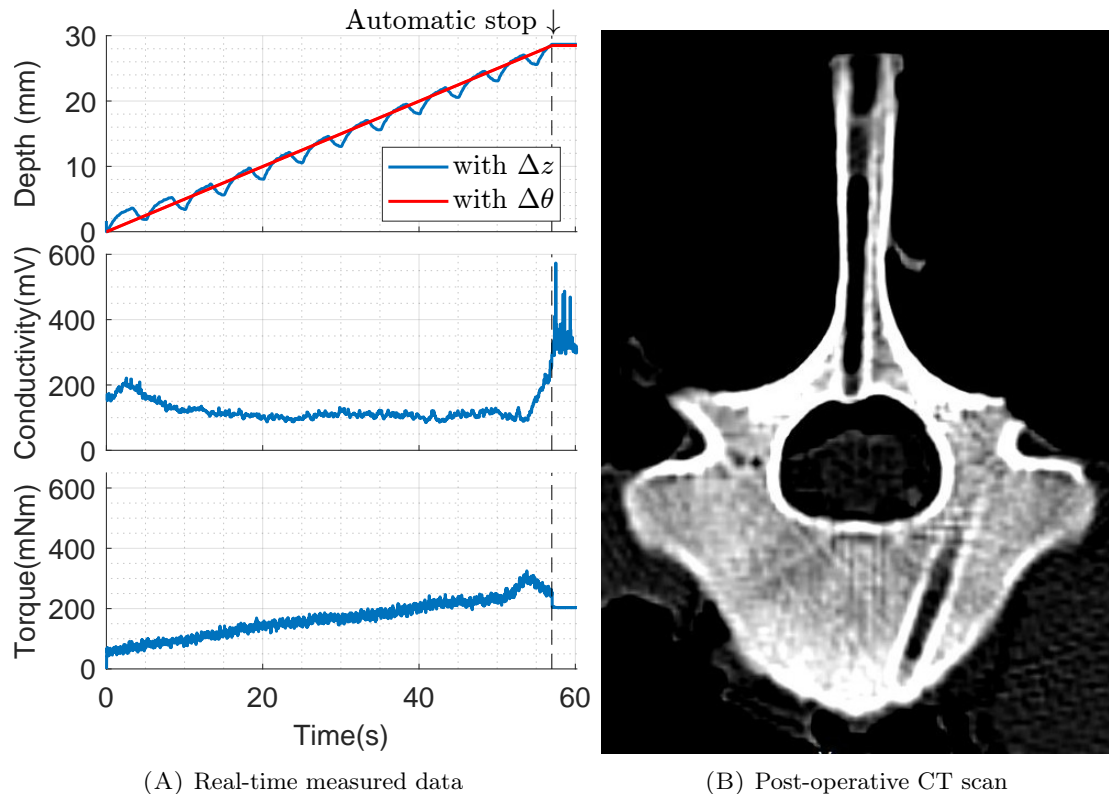 Automatic stop ↓
30
20
10
0
Depth (mm)
with Δz
with Δθ
600
400
200
0
Conductivity(mV)
600
400
200
0
Torque(mNm)
0 20 40 60
Time(s)
(A) Real-time measured data
(B) Post-operative CT scan